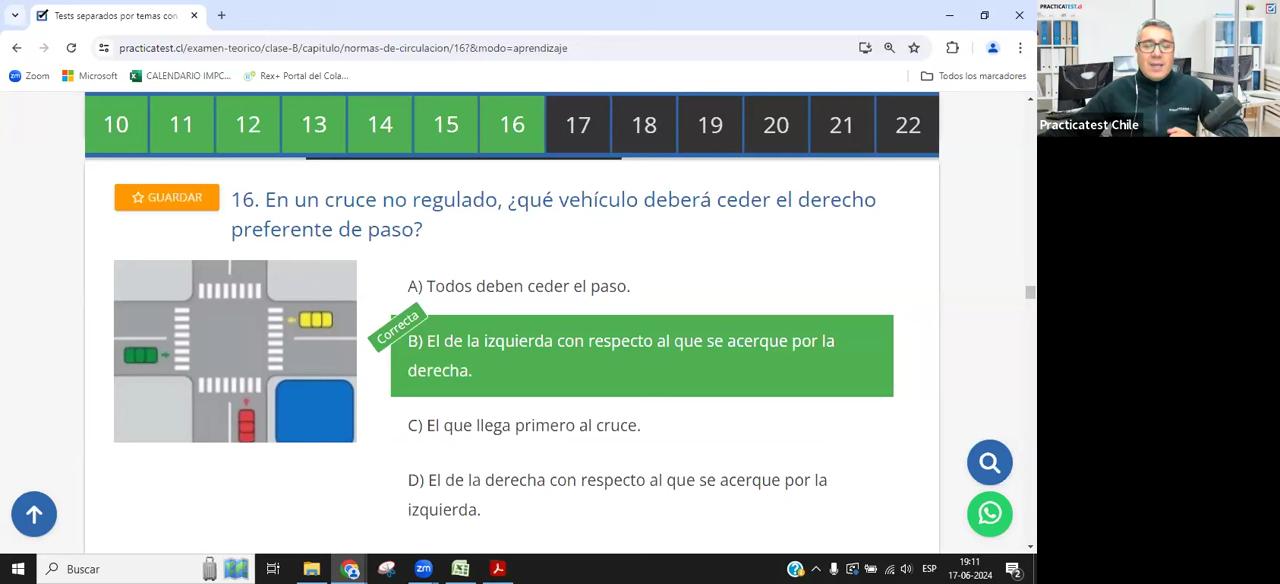 Tests separados por temas con
practicatest.cl/examen-teorico/clase-B/capitulo/normas-de-circulacion/16?&modo=aprendizaje
Zoom
Microsoft
CALENDARIO IMPC...
Rex+ Portal del Cola...
Todos los marcadores
PRACTICATEST.cl
Practicatest Chile
10 11 12 13 14 15 16 17 18 19 20 21 22
GUARDAR
16. En un cruce no regulado, ¿qué vehículo deberá ceder el derecho
preferente de paso?
A) Todos deben ceder el paso.
Correcta
B) El de la izquierda con respecto al que se acerque por la
derecha.
C) El que llega primero al cruce.
D) El de la derecha con respecto al que se acerque por la
izquierda.
Buscar
zm
ESP
19:11
17-06-2024
2